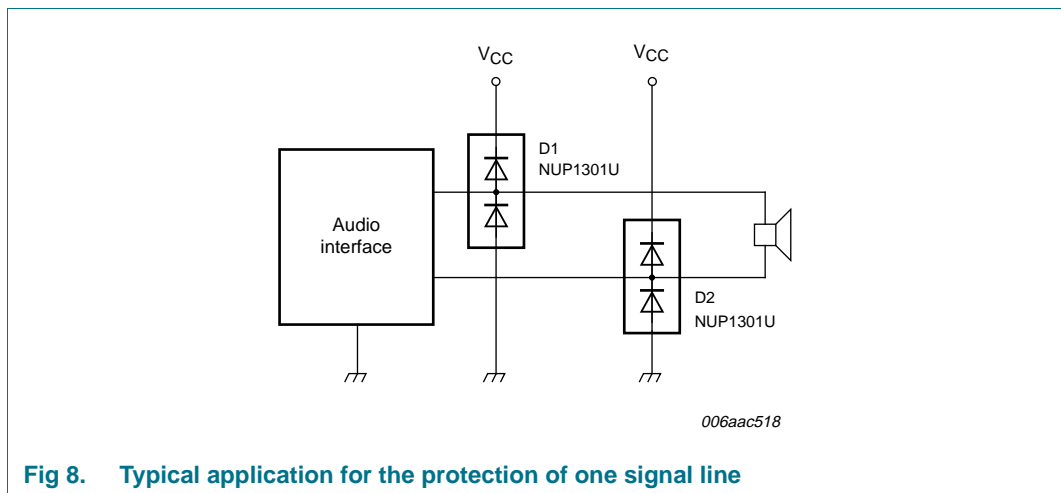 VCC
VCC
D1
NUP1301U
Audio
interface
D2
NUP1301U
006aac518
Fig 8. Typical application for the protection of one signal line